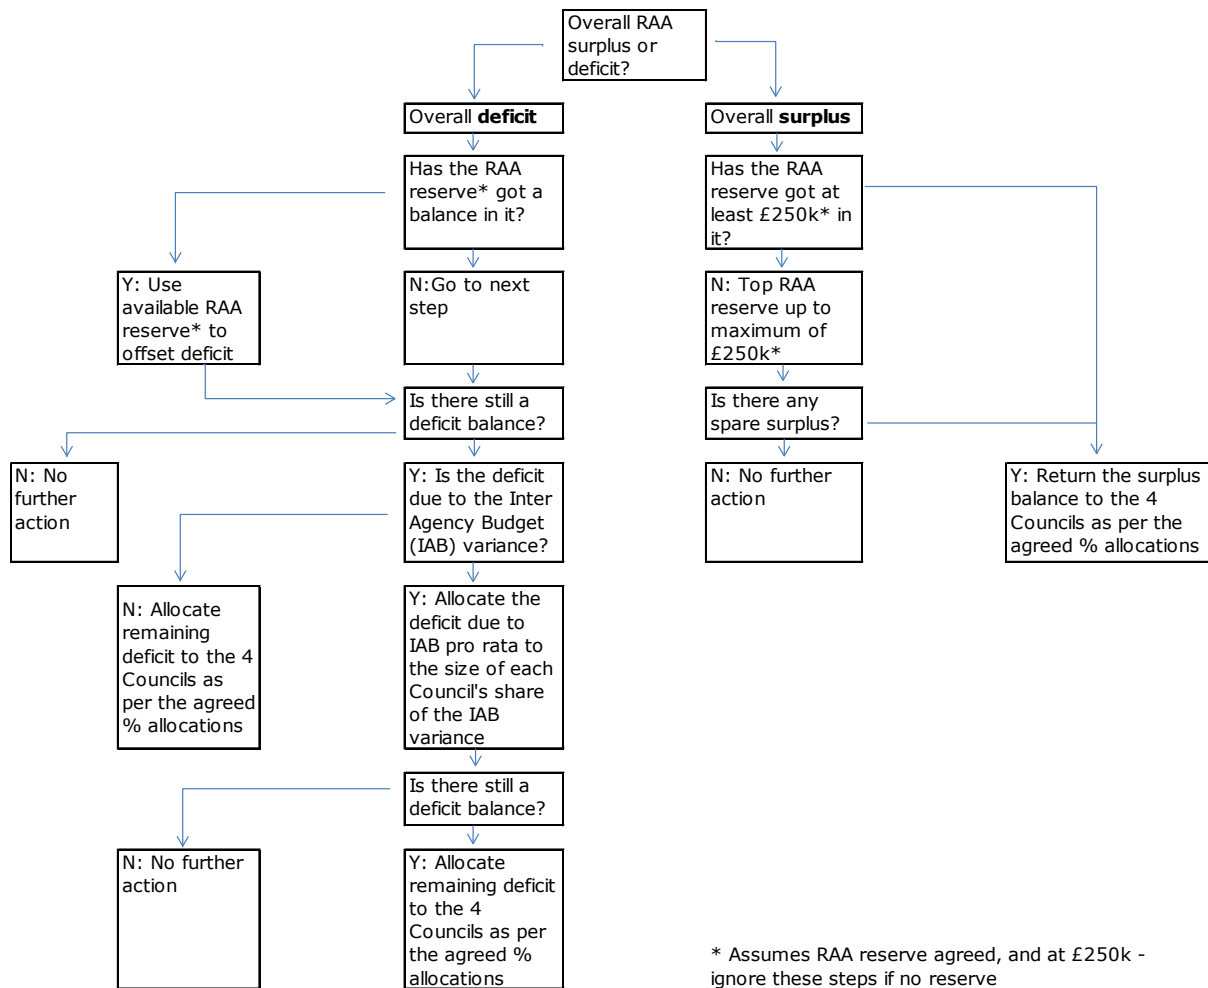 Overall RAA
surplus or
deficit?
Overall deficit
Overall surplus
Has the RAA
reserve* got a
balance in it?
Has the RAA
reserve got at
least £250k* in
it?
Y: Use
available RAA
reserve* to
offset deficit
N:Go to next
step
N: Top RAA
reserve up to
maximum of
£250k*
Is there still a
deficit balance?
Is there any
spare surplus?
N: No
further
action
Y: Is the deficit
due to the Inter
Agency Budget
(IAB) variance?
N: No further
action
Y: Return the surplus
balance to the 4
Councils as per the
agreed % allocations
N: Allocate
remaining
deficit to the 4
Councils as
per the agreed
% allocations
Y: Allocate the
deficit due to
IAB pro rata to
the size of each
Council's share
of the IAB
variance
Is there still a
deficit balance?
N: No further
action
Y: Allocate
remaining deficit
to the 4
Councils as per
the agreed %
allocations
* Assumes RAA reserve agreed, and at £250k -
ignore these steps if no reserve